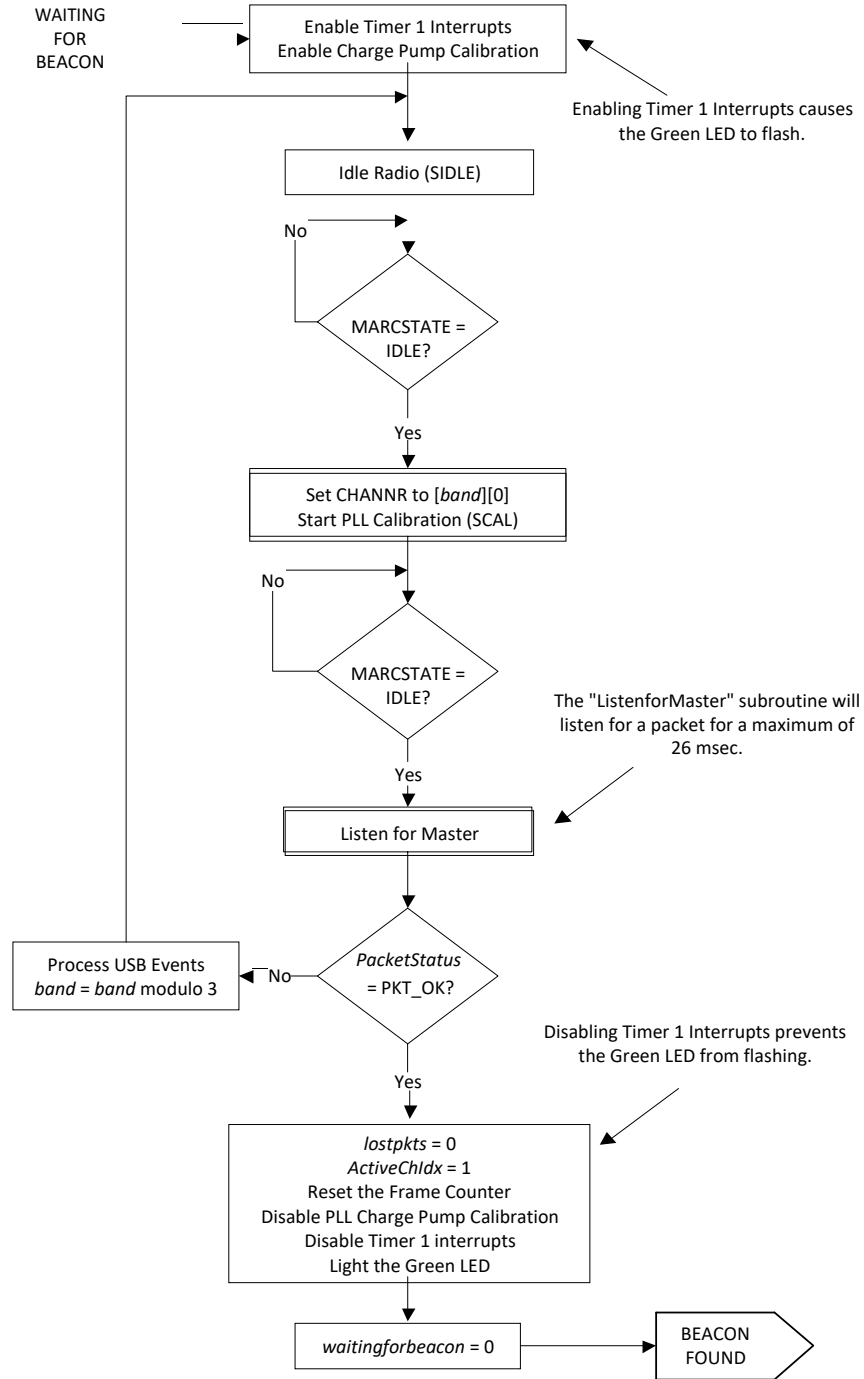 WAITING
FOR
BEACON
Enable Timer 1 Interrupts
Enable Charge Pump Calibration
Enabling Timer 1 Interrupts causes
the Green LED to flash.
Idle Radio (SIDLE)
No
MARCSTATE =
IDLE?
Yes
Set CHANNR to [band][0]
Start PLL Calibration (SCAL)
No
MARCSTATE =
IDLE?
The "ListenforMaster" subroutine will
listen for a packet for a maximum of
26 msec.
Yes
Listen for Master
PacketStatus
= PKT_OK?
No
Process USB Events
band = band modulo 3
Disabling Timer 1 Interrupts prevents
the Green LED from flashing.
Yes
lostpkts = 0
ActiveChIdx = 1
Reset the Frame Counter
Disable PLL Charge Pump Calibration
Disable Timer 1 interrupts
Light the Green LED
waitingforbeacon = 0
BEACON
FOUND